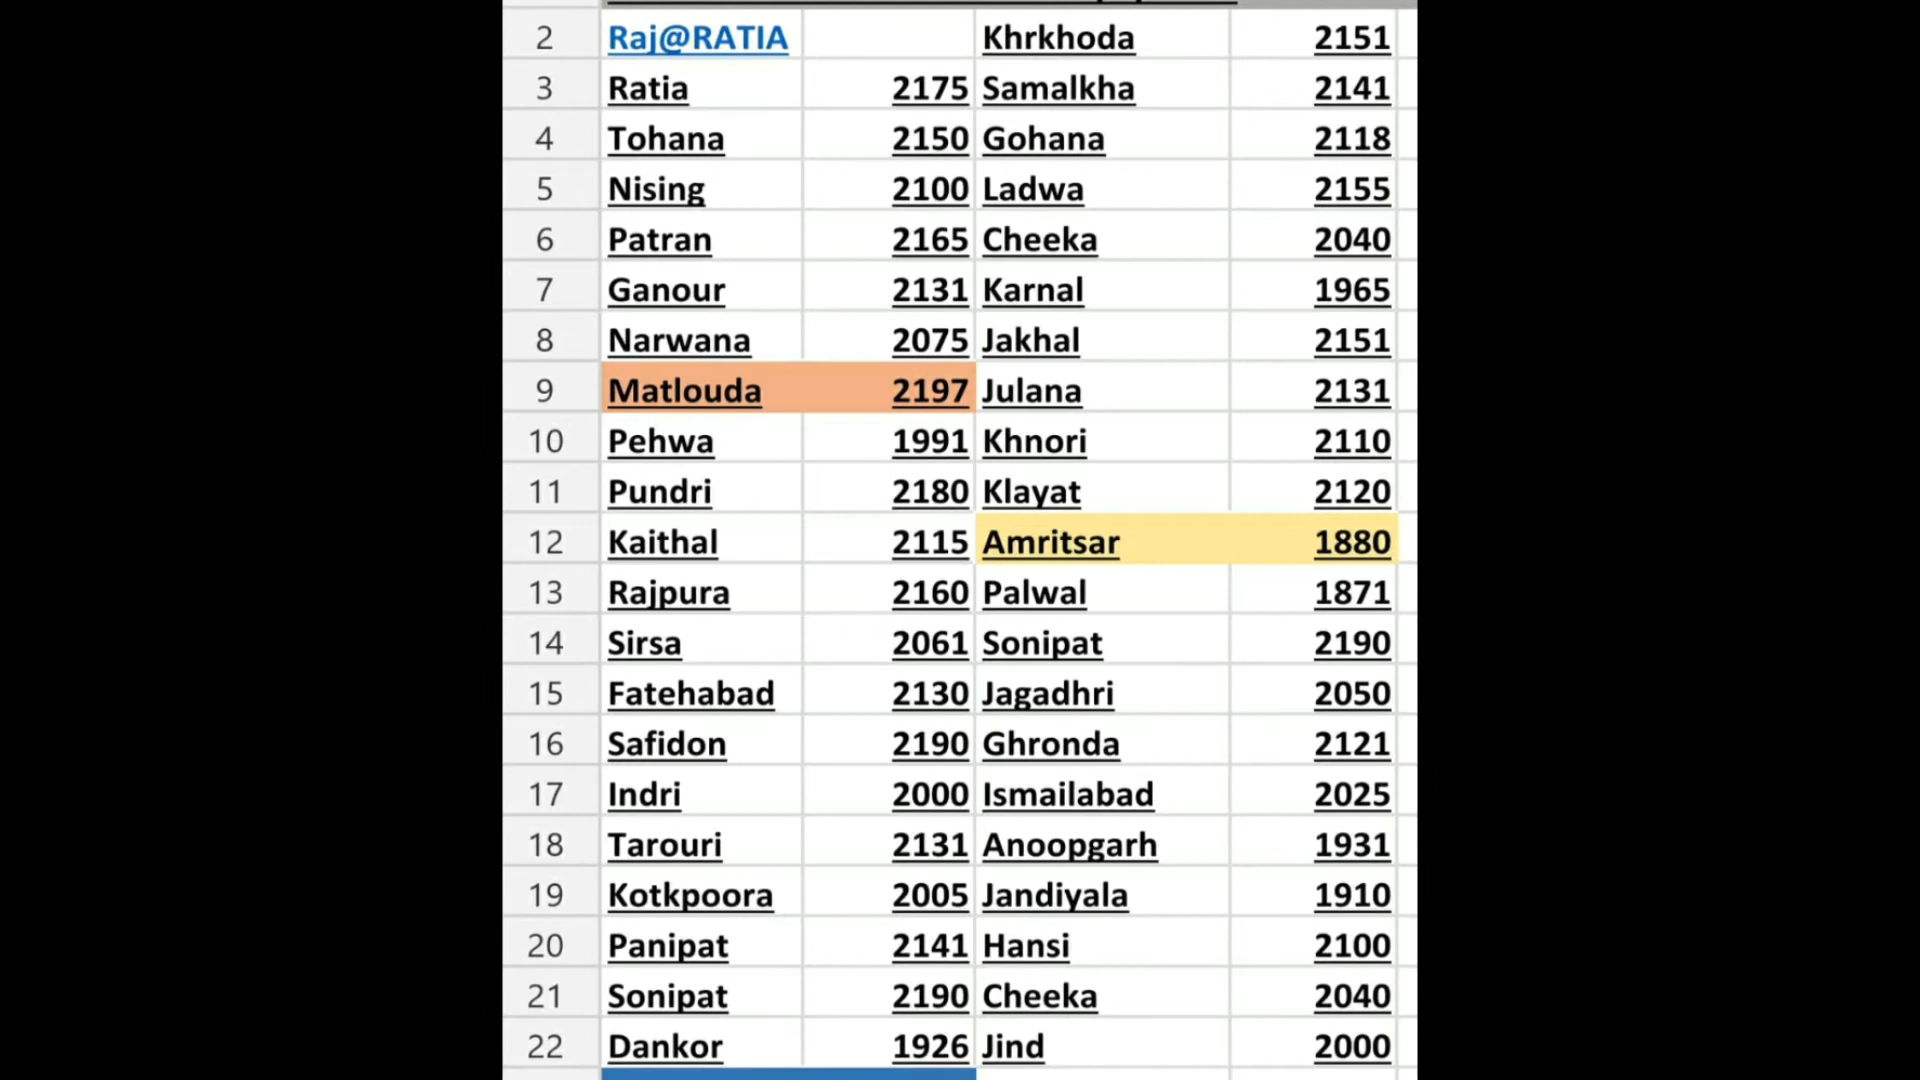 2 Raj@RATIA Khrkhoda 2151
3 Ratia 2175 Samalkha 2141
4 Tohana 2150 Gohana 2118
5 Nising 2100 Ladwa 2155
6 Patran 2165 Cheeka 2040
7 Ganour 2131 Karnal 1965
8 Narwana 2075 Jakhal 2151
9 Matlouda 2197 Julana 2131
10 Pehwa 1991 Khnori 2110
11 Pundri 2180 Klayat 2120
12 Kaithal 2115 Amritsar 1880
13 Rajpura 2160 Palwal 1871
14 Sirsa 2061 Sonipat 2190
15 Fatehabad 2130 Jagadhri 2050
16 Safidon 2190 Ghronda 2121
17 Indri 2000 Ismailabad 2025
18 Tarouri 2131 Anoopgarh 1931
19 Kotkpoora 2005 Jandiyala 1910
20 Panipat 2141 Hansi 2100
21 Sonipat 2190 Cheeka 2040
22 Dankor 1926 Jind 2000